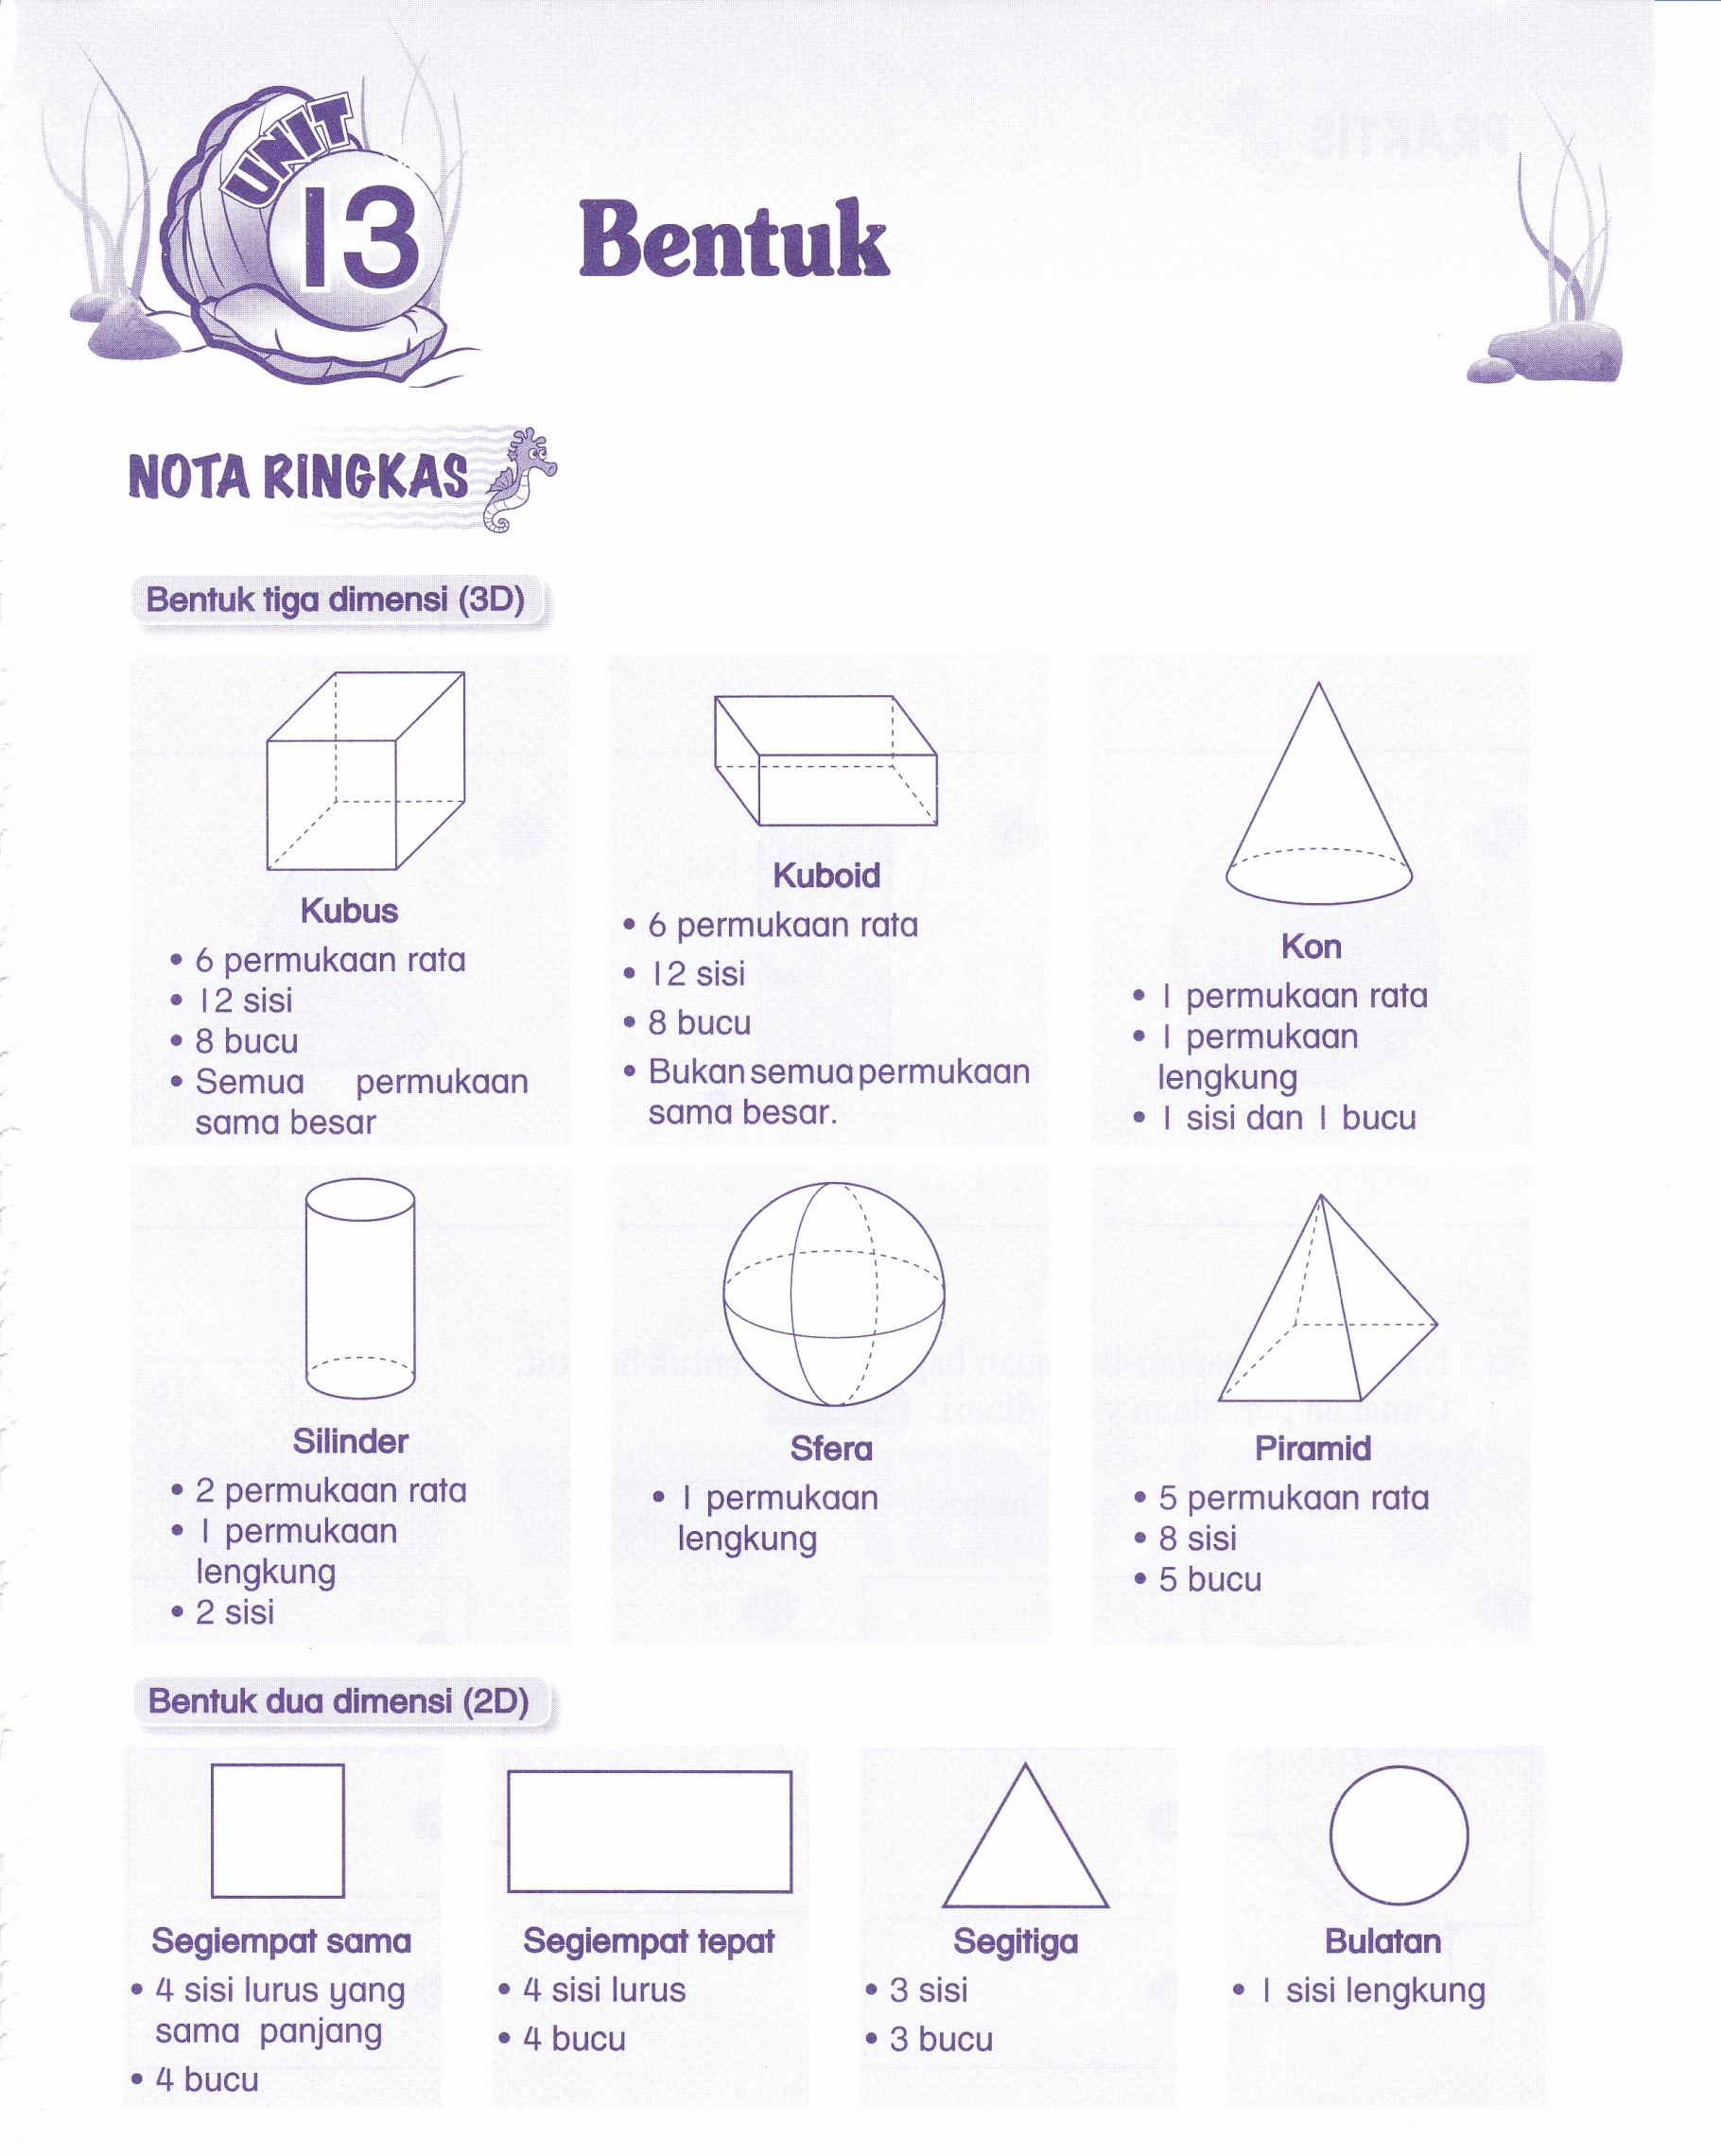 UNIT
13
Bentuk
NOTA RINGKAS
Bentuk tiga dimensi (3D)
Kubus
• 6 permukaan rata
• 12 sisi
• 8 bucu
• Semua permukaan
sama besar
Kuboid
• 6 permukaan rata
• 12 sisi
• 8 bucu
• Bukan semua permukaan
sama besar.
Kon
• 1 permukaan rata
• 1 permukaan
lengkung
• 1 sisi dan 1 bucu
Silinder
• 2 permukaan rata
• 1 permukaan
lengkung
• 2 sisi
Sfera
• 1 permukaan
lengkung
Piramid
• 5 permukaan rata
• 8 sisi
• 5 bucu
Bentuk dua dimensi (2D)
Segiempat sama
• 4 sisi lurus yang
sama panjang
• 4 bucu
Segiempat tepat
• 4 sisi lurus
• 4 bucu
Segitiga
• 3 sisi
• 3 bucu
Bulatan
• 1 sisi lengkung